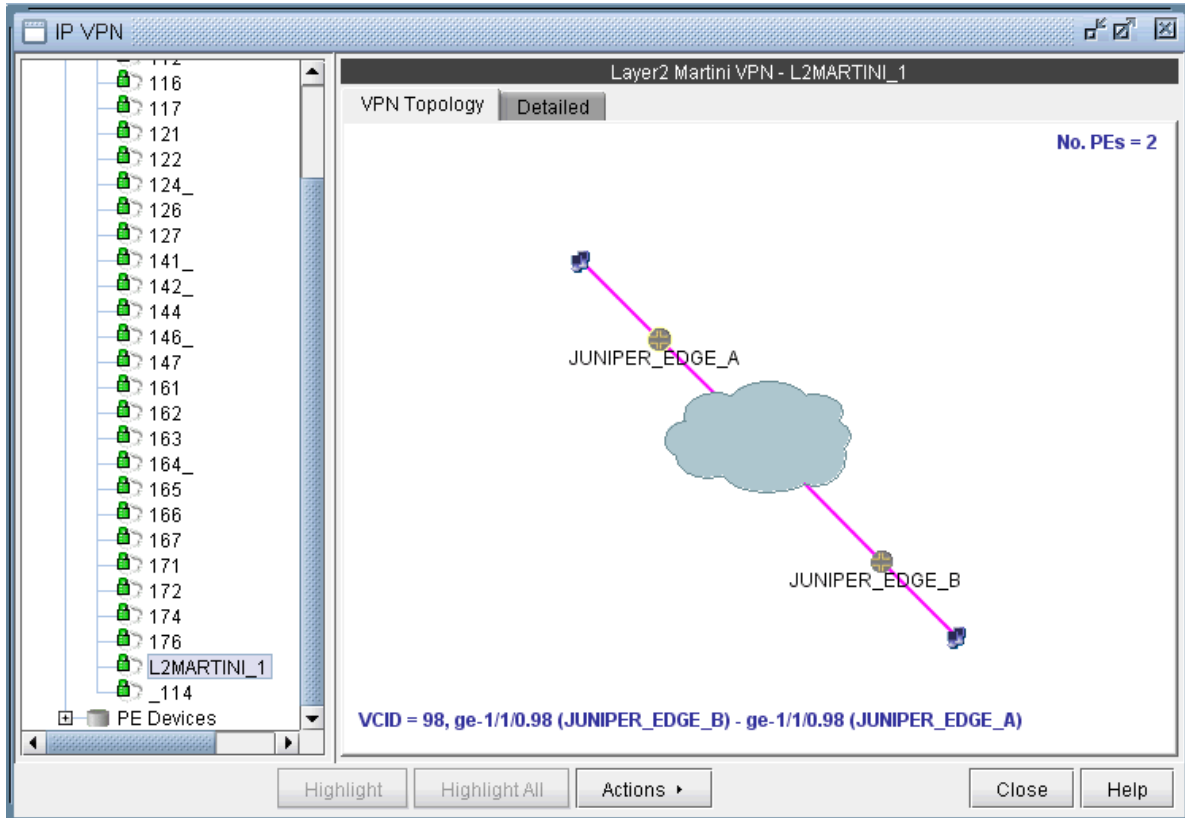 IP VPN
112
116
117
121
122
124_
126
127
141_
142_
144
146_
147
161
162
163
164_
165
166
167
171
172
174
176
L2MARTINI_1
_114
PE Devices
Layer2 Martini VPN - L2MARTINI_1
VPN Topology Detailed
No. PEs = 2
JUNIPER_EDGE_A
JUNIPER_EDGE_B
VCID = 98, ge-1/1/0.98 (JUNIPER_EDGE_B) - ge-1/1/0.98 (JUNIPER_EDGE_A)
Highlight Highlight All Actions Close Help